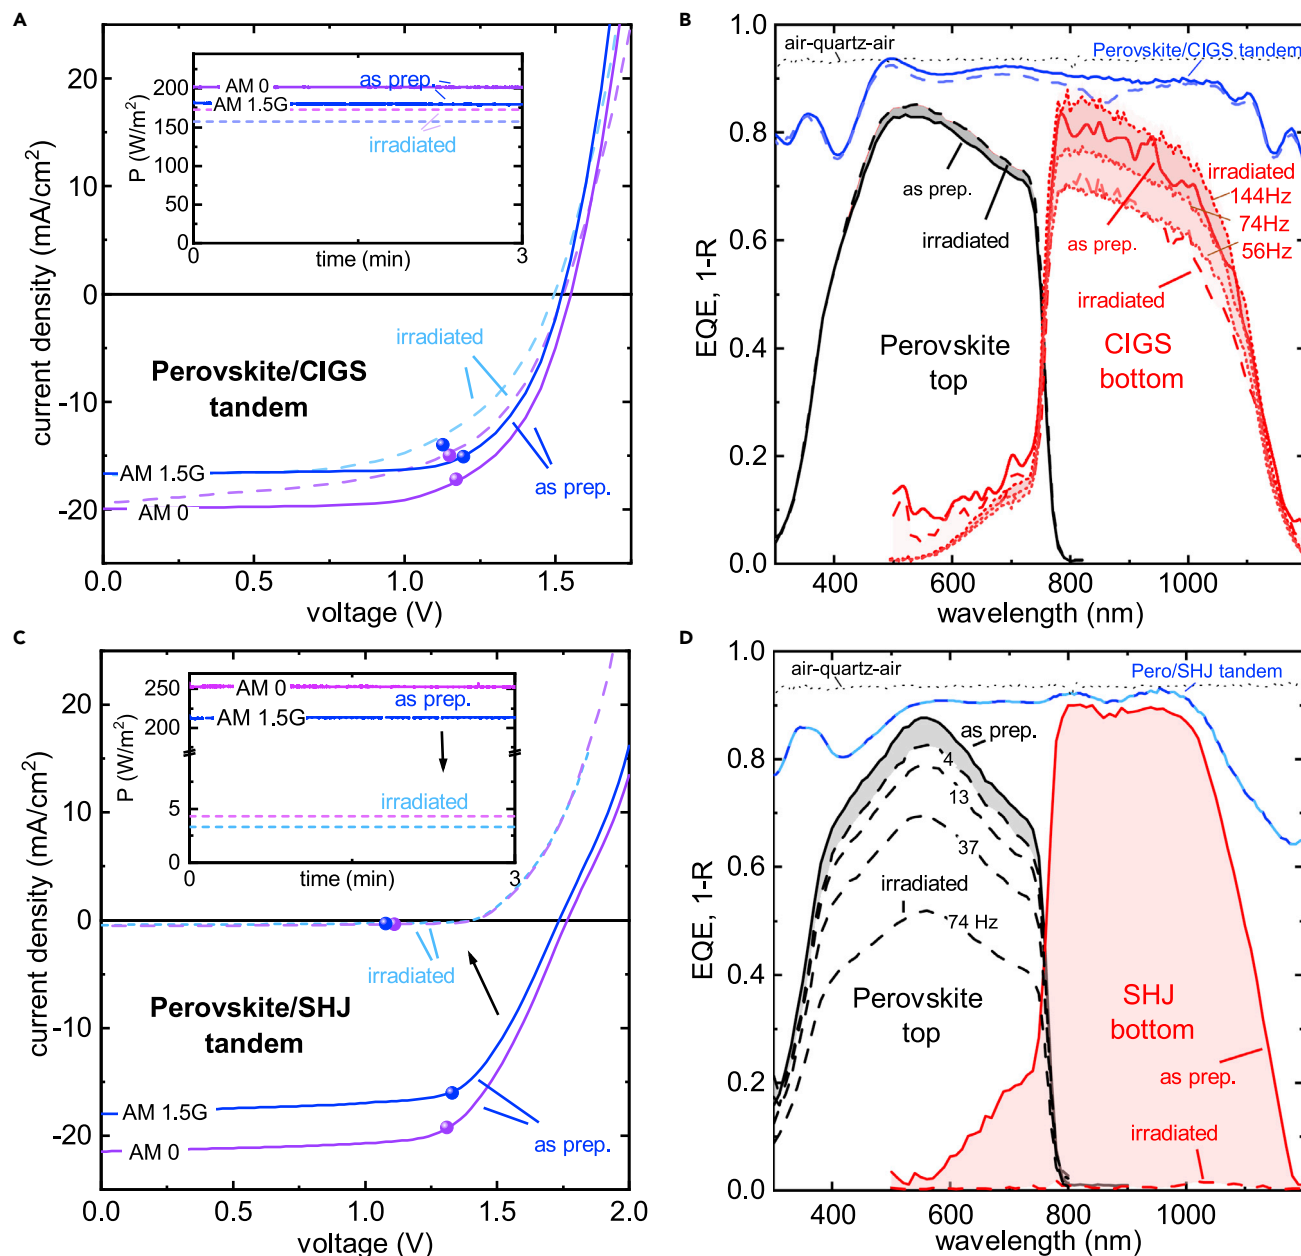 A
20
10
0
-10
-20
current density (mA/cm²)
0.0
0.5
1.0
1.5
voltage (V)
200
150
100
50
0
P (W/m²)
0
3
time (min)
AM 0
as prep.
AM 1.5G
irradiated
irradiated
Perovskite/CIGS
tandem
AM 1.5G
AM 0
as prep.
B
1.0
0.8
0.6
0.4
0.2
0.0
EQE, 1-R
400
600
800
1000
wavelength (nm)
air-quartz-air
Perovskite/CIGS tandem
as prep.
irradiated
irradiated
144Hz
74Hz
56Hz
as prep.
irradiated
Perovskite
top
CIGS
bottom
C
20
10
0
-10
-20
current density (mA/cm²)
0.0
0.5
1.0
1.5
2.0
voltage (V)
250
200
5
0
P (W/m²)
0
3
time (min)
AM 0
as prep.
AM 1.5G
irradiated
irradiated
Perovskite/SHJ
tandem
AM 1.5G
AM 0
as prep.
D
1.0
0.8
0.6
0.4
0.2
0.0
EQE, 1-R
400
600
800
1000
wavelength (nm)
air-quartz-air
Pero/SHJ tandem
as prep.
4
13
37
irradiated
74 Hz
Perovskite
top
SHJ
bottom
as prep.
irradiated